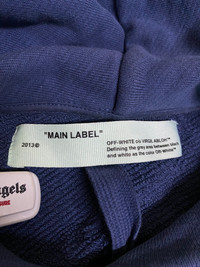 "MAIN LABEL"
2013©
OFF-WHITE c/o VIRGIL ABLOH™
Defining the grey area between black
and white as the color OFF-WHITE™
gels